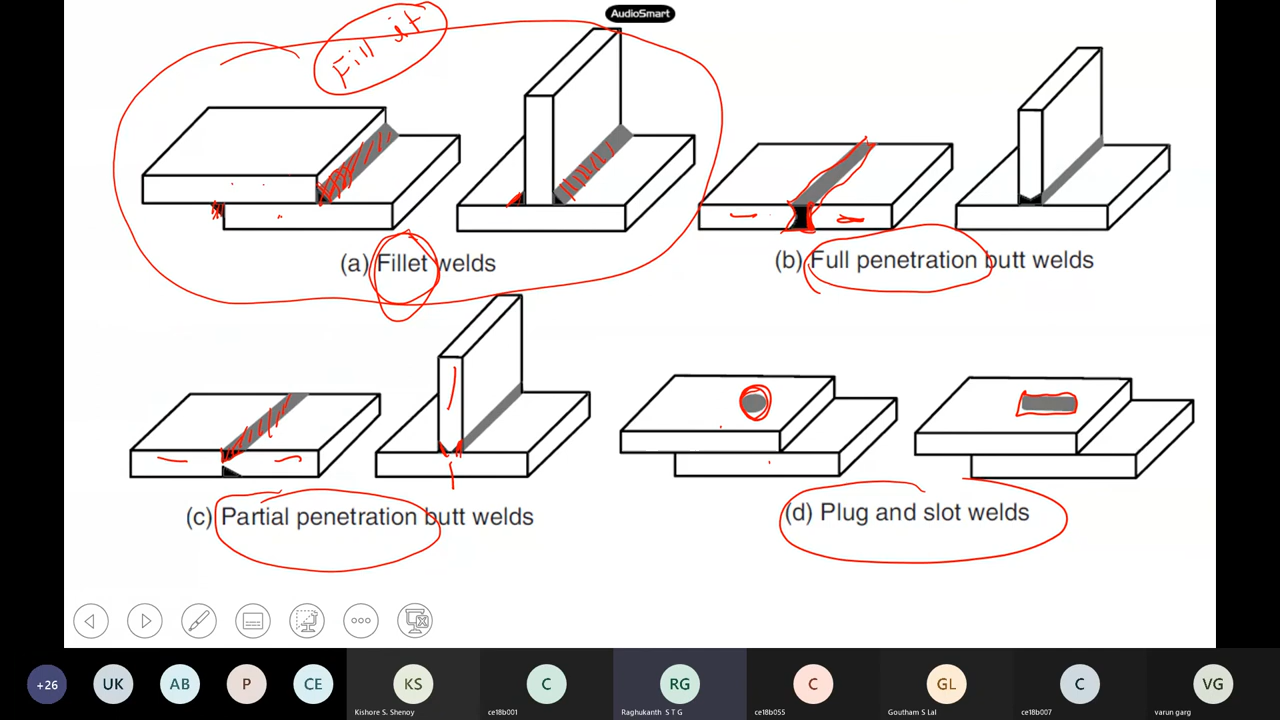 AudioSmart
Fill it
(a) Fillet welds
(b) Full penetration butt welds
(c) Partial penetration butt welds
(d) Plug and slot welds
+26
UK
AB
P
CE
KS
Kishore S. Shenoy
C
ce18b001
RG
Raghukanth S T G
C
ce18b055
GL
Goutham S Lal
C
ce18b007
VG
varun garg